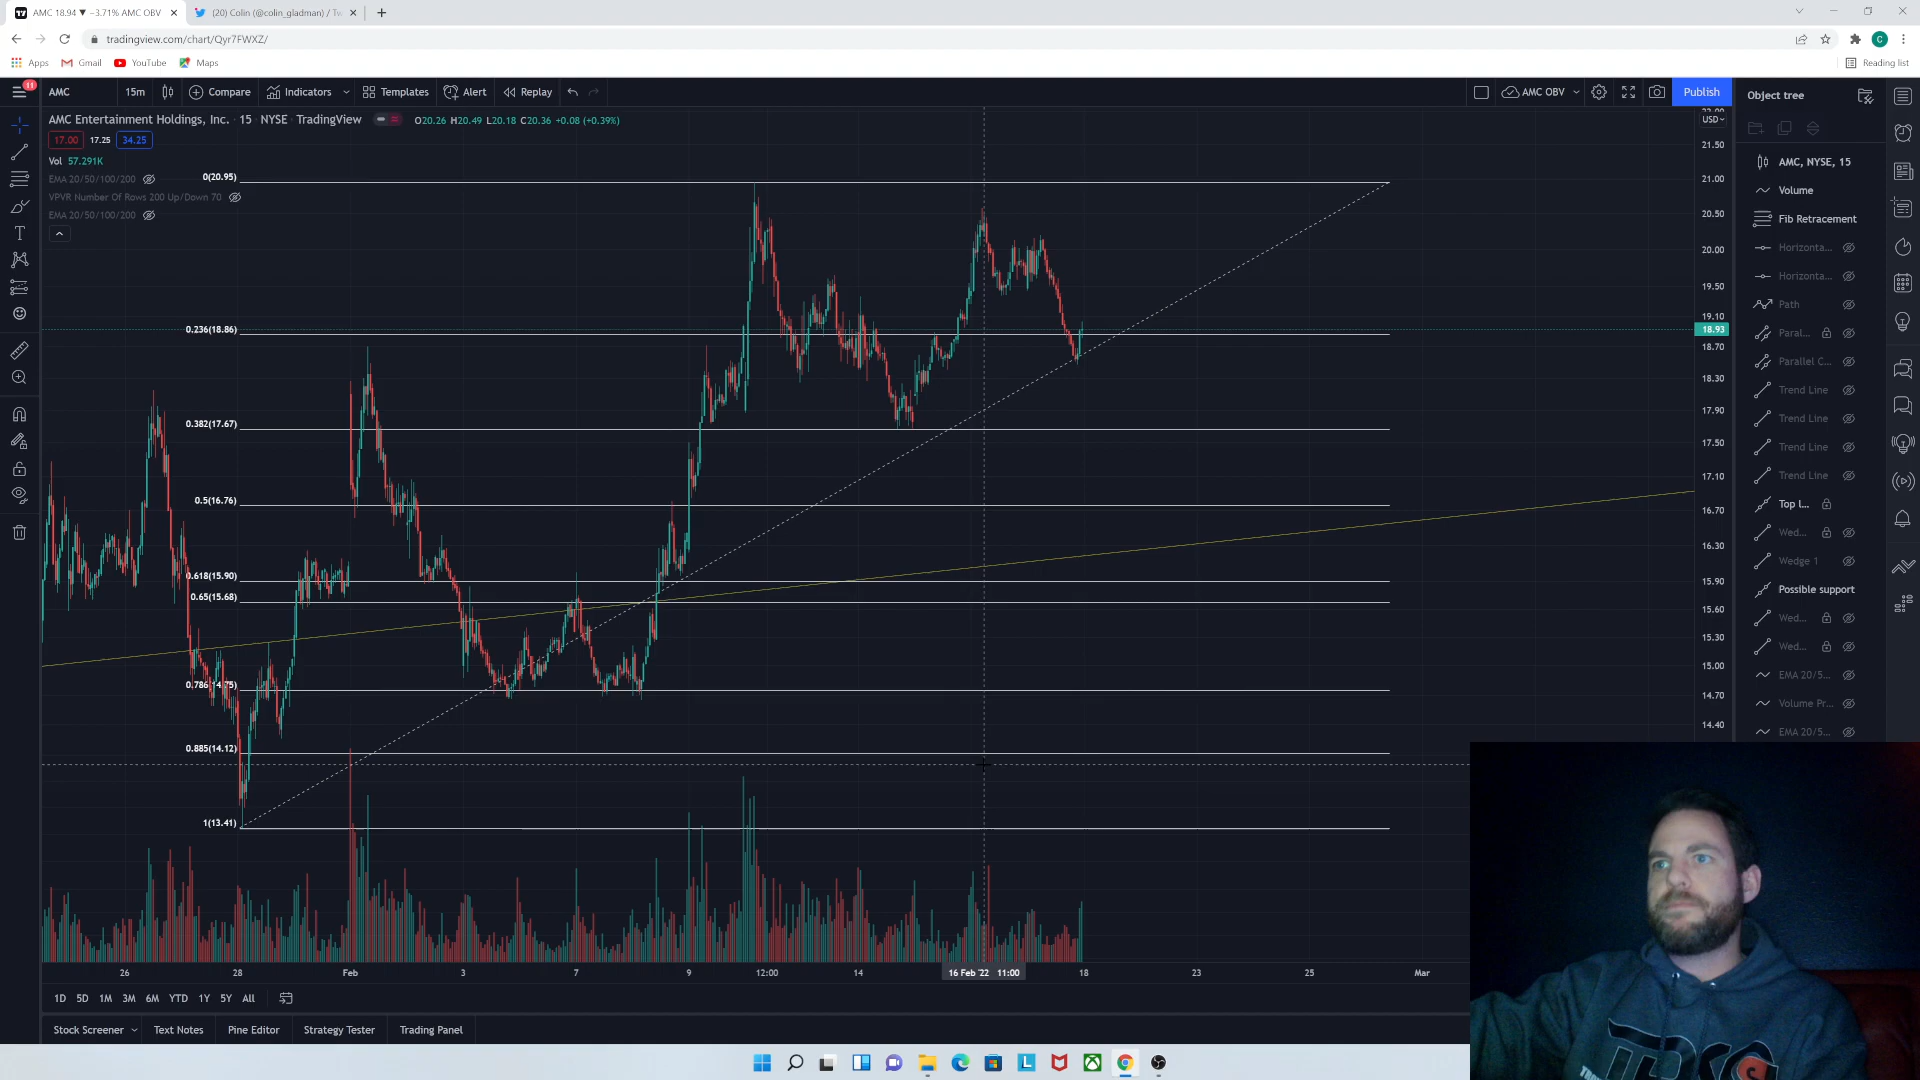 AMC 18.94 ▼ −3.71% AMC OBV
(20) Colin (@colin_gladman) / Tw
tradingview.com/chart/Qyr7FWXZ/
C
Apps
Gmail
YouTube
Maps
Reading list
11
AMC
15m
Compare
Indicators
Templates
Alert
Replay
AMC OBV
Publish
Object tree
AMC Entertainment Holdings, Inc. · 15 · NYSE · TradingView
O20.26 H20.49 L20.18 C20.36 +0.08 (+0.39%)
17.00 17.25 34.25
Vol 57.291K
EMA 20/50/100/200
VPVR Number Of Rows 200 Up/Down 70
EMA 20/50/100/200
0(20.95)
0.236(18.86)
0.382(17.67)
0.5(16.76)
0.618(15.90)
0.65(15.68)
0.786(14.75)
0.885(14.12)
1(13.41)
22.00
USD
21.50
21.00
20.50
20.00
19.50
19.10
18.93
18.70
18.30
17.90
17.50
17.10
16.70
16.30
15.90
15.60
15.30
15.00
14.70
14.40
AMC, NYSE, 15
Volume
Fib Retracement
Horizonta...
Horizonta...
Path
Paral...
Parallel C...
Trend Line
Trend Line
Trend Line
Trend Line
Top l...
Wed...
Wedge 1
Possible support
Wed...
Wed...
EMA 20/5...
Volume Pr...
EMA 20/5...
26
28
Feb
3
7
9
12:00
14
16 Feb '22 11:00
18
23
25
Mar
1D
5D
1M
3M
6M
YTD
1Y
5Y
All
Stock Screener
Text Notes
Pine Editor
Strategy Tester
Trading Panel
L